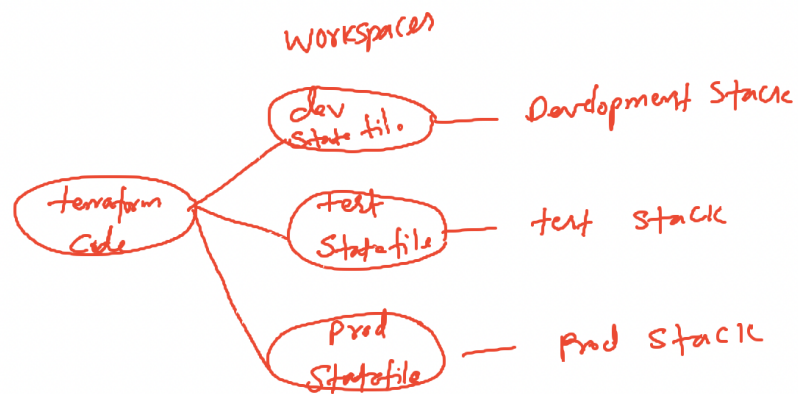 Workspaces
dev
state file
Development Stack
terraform
Code
test
Statefile
test stack
Prod
Statefile
Prod stack